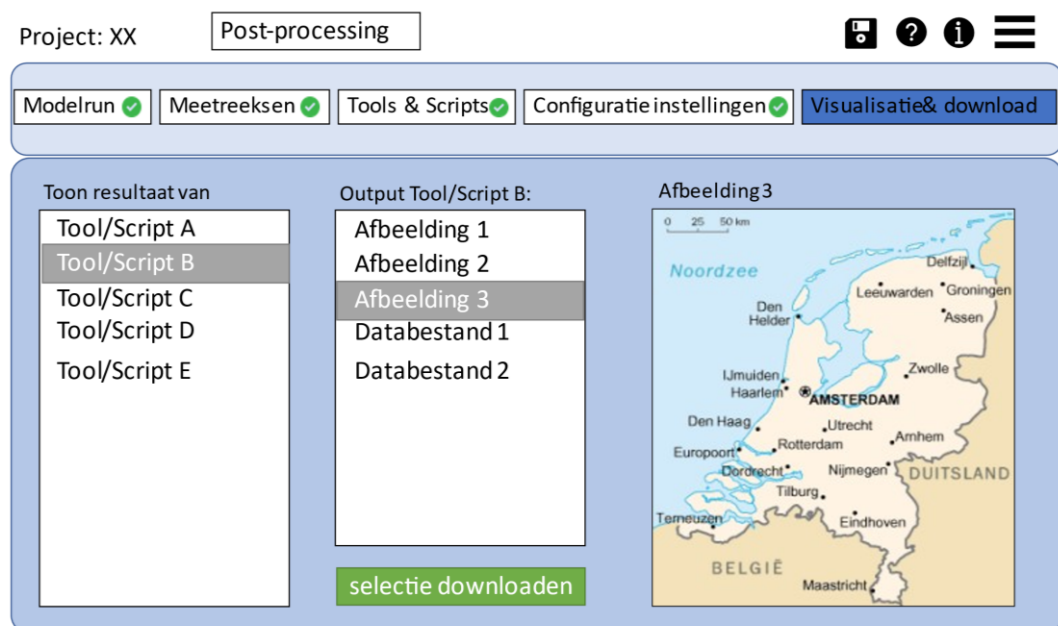 Project: XX
Post-processing
Modelrun
Meetreeksen
Tools & Scripts
Configuratie instellingen
Visualisatie& download
Toon resultaat van
Tool/Script A
Tool/Script B
Tool/Script C
Tool/Script D
Tool/Script E
Output Tool/Script B:
Afbeelding 1
Afbeelding 2
Afbeelding 3
Databestand 1
Databestand 2
selectie downloaden
Afbeelding3
0 25 50 km
Noordzee
Delfzijl
Leeuwarden
Groningen
Den
Helder
Assen
IJmuiden
Zwolle
Haarlem
AMSTERDAM
Den Haag
Utrecht
Arnhem
Europoort
Rotterdam
Dordrecht
Nijmegen
DUITSLAND
Tilburg
Terneuzen
Eindhoven
BELGIË
Maastricht